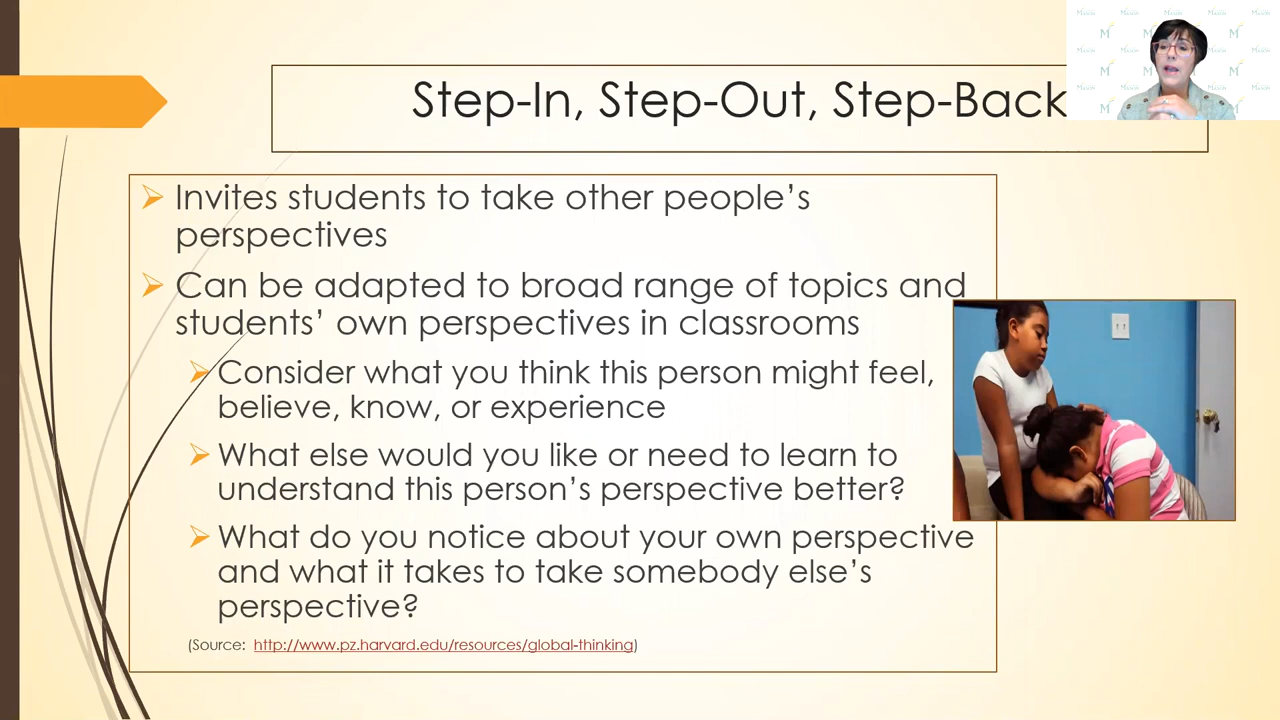 Step-In, Step-Out, Step-Back
Invites students to take other people's
perspectives
Can be adapted to broad range of topics and
students' own perspectives in classrooms
Consider what you think this person might feel,
believe, know, or experience
What else would you like or need to learn to
understand this person's perspective better?
What do you notice about your own perspective
and what it takes to take somebody else's
perspective?
(Source: http://www.pz.harvard.edu/resources/global-thinking)